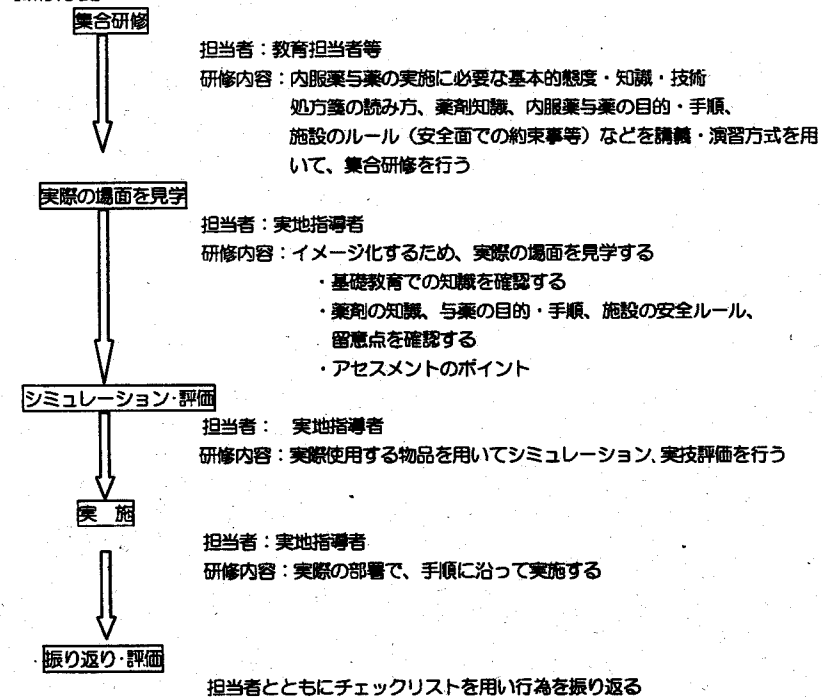 集合研修
担当者：教育担当者等
研修内容：内服薬与薬の実施に必要な基本的態度・知識・技術
処方箋の読み方、薬剤知識、内服薬与薬の目的・手順、
施設のルール（安全面での約束事等）などを講義・演習方式を用
いて、集合研修を行う
実際の場面を見学
担当者：実地指導者
研修内容：イメージ化するため、実際の場面を見学する
・基礎教育での知識を確認する
・薬剤の知識、与薬の目的・手順、施設の安全ルール、
留意点を確認する
・アセスメントのポイント
シミュレーション・評価
担当者：　実地指導者
研修内容：実際使用する物品を用いてシミュレーション、実技評価を行う
実　施
担当者：実地指導者
研修内容：実際の部署で、手順に沿って実施する
振り返り・評価
担当者とともにチェックリストを用い行為を振り返る